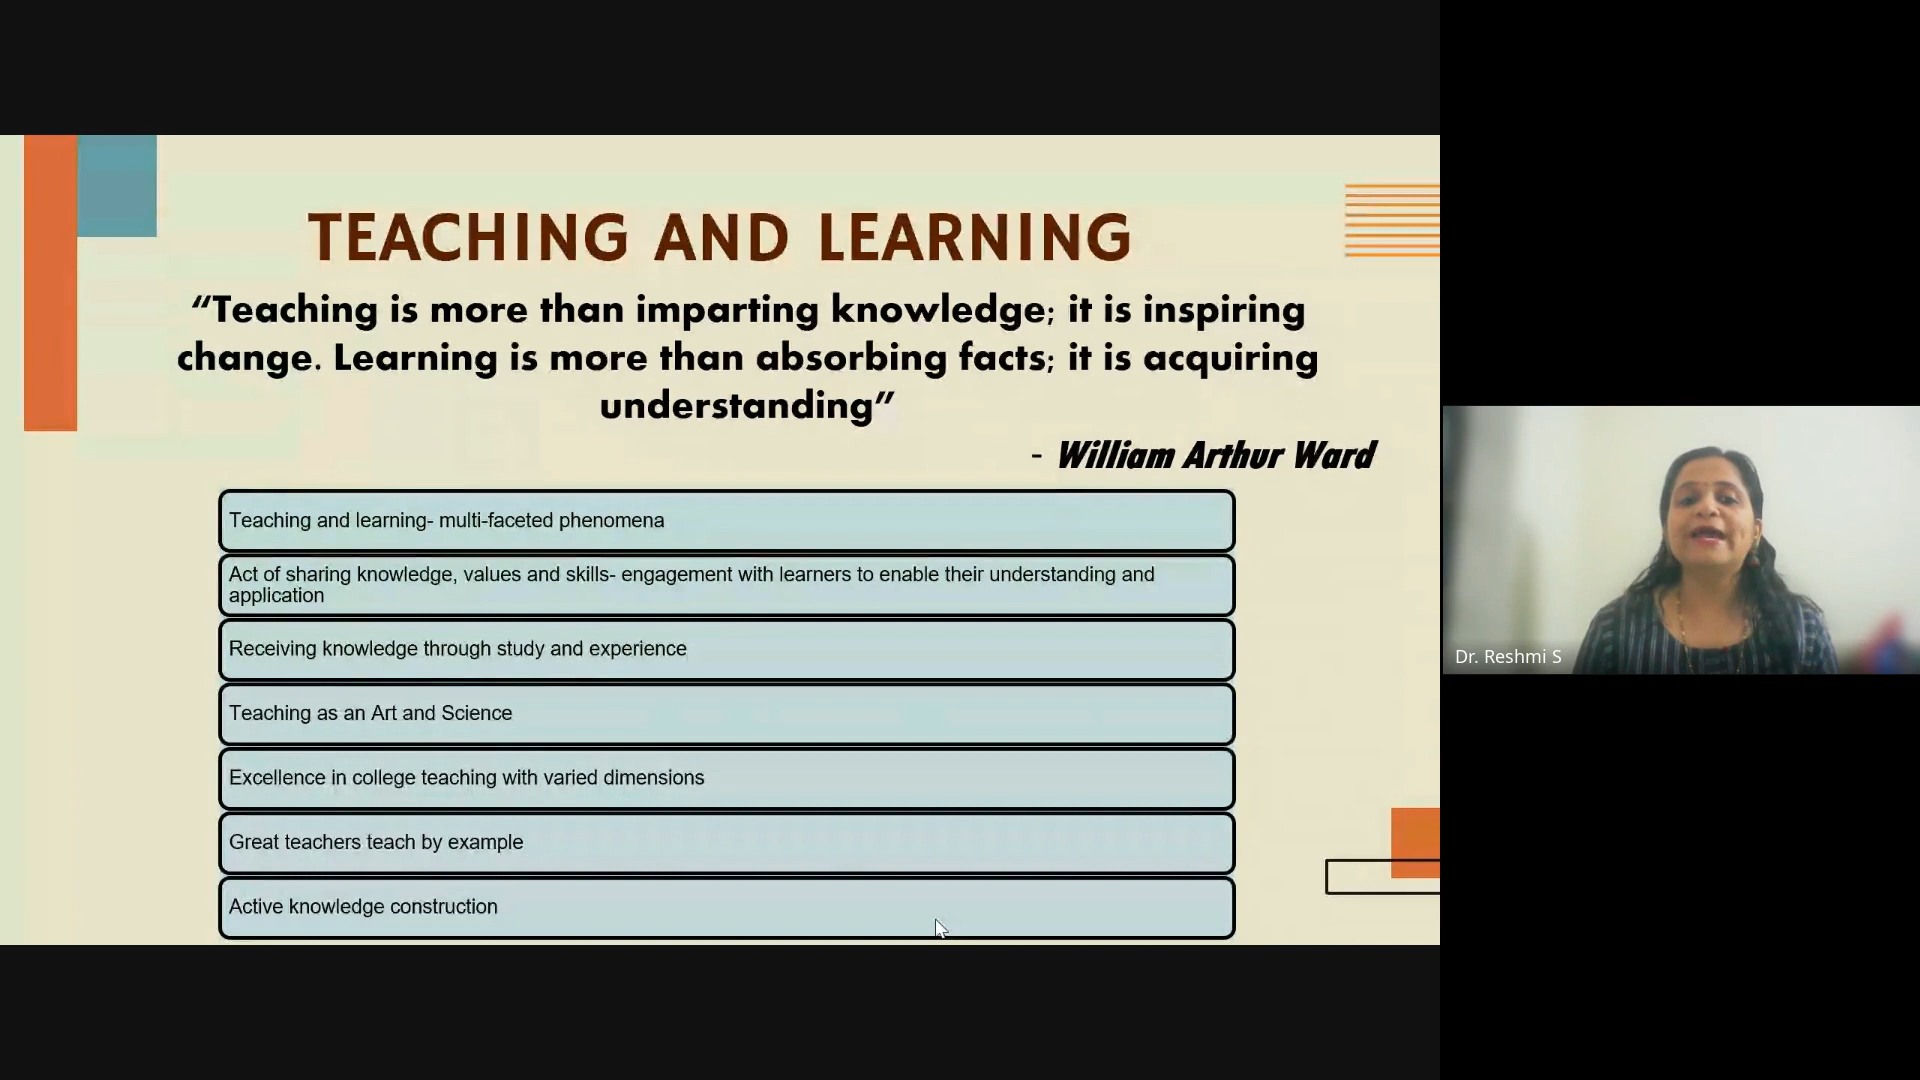 TEACHING AND LEARNING
“Teaching is more than imparting knowledge; it is inspiring
change. Learning is more than absorbing facts; it is acquiring
understanding”
- William Arthur Ward
Teaching and learning- multi-faceted phenomena
Act of sharing knowledge, values and skills- engagement with learners to enable their understanding and
application
Receiving knowledge through study and experience
Teaching as an Art and Science
Excellence in college teaching with varied dimensions
Great teachers teach by example
Active knowledge construction
Dr. Reshmi S